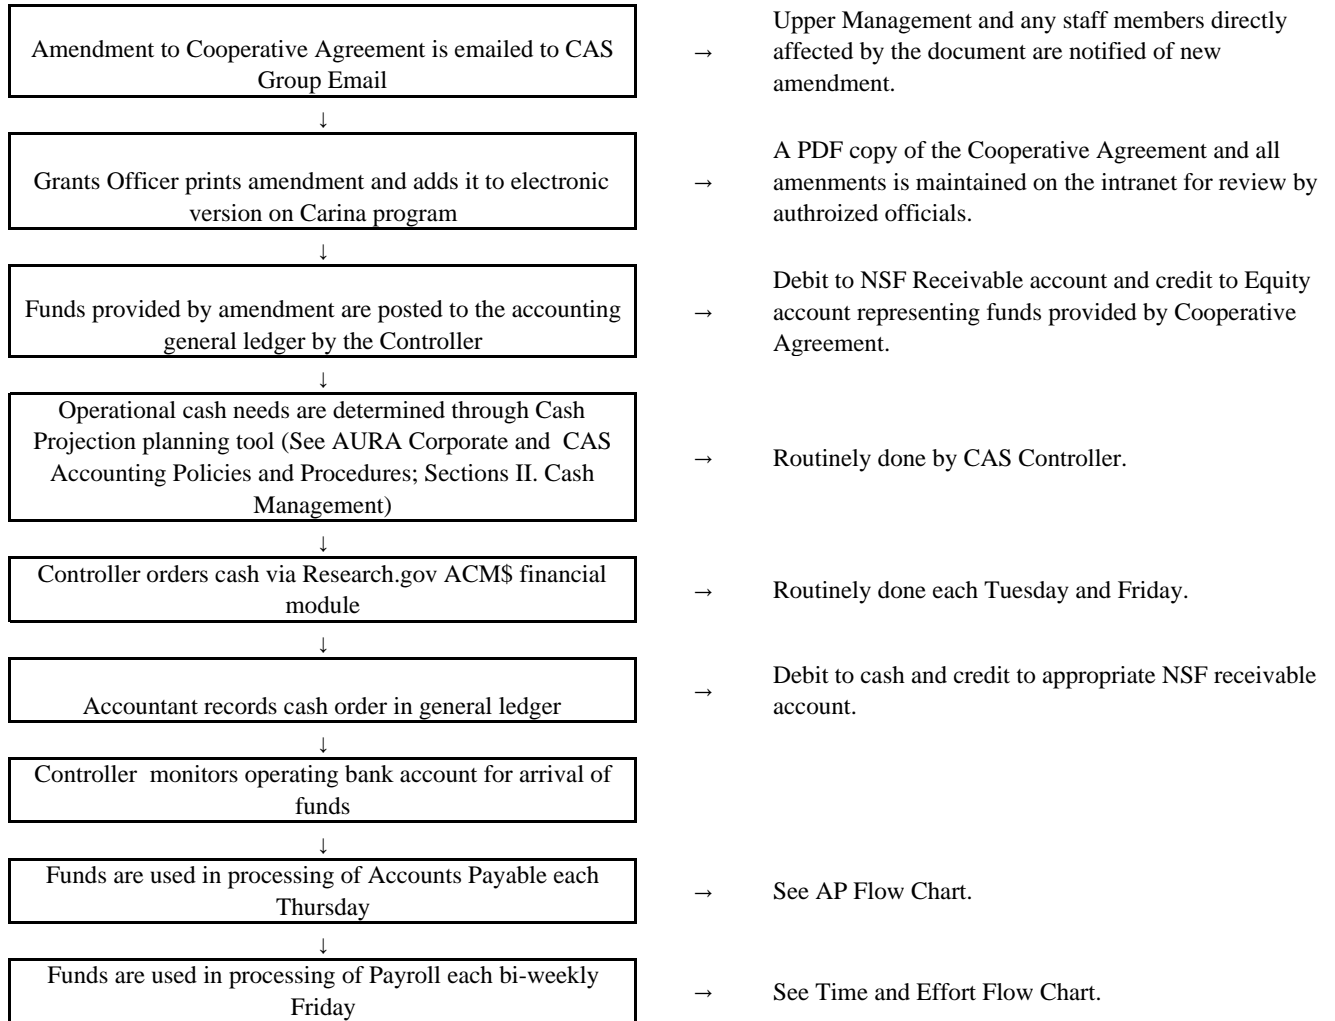 Amendment to Cooperative Agreement is emailed to CAS
Group Email
→
Upper Management and any staff members directly
affected by the document are notified of new
amendment.
↓
Grants Officer prints amendment and adds it to electronic
version on Carina program
→
A PDF copy of the Cooperative Agreement and all
amenments is maintained on the intranet for review by
authroized officials.
↓
Funds provided by amendment are posted to the accounting
general ledger by the Controller
→
Debit to NSF Receivable account and credit to Equity
account representing funds provided by Cooperative
Agreement.
↓
Operational cash needs are determined through Cash
Projection planning tool (See AURA Corporate and CAS
Accounting Policies and Procedures; Sections II. Cash
Management)
→
Routinely done by CAS Controller.
↓
Controller orders cash via Research.gov ACM$ financial
module
→
Routinely done each Tuesday and Friday.
↓
Accountant records cash order in general ledger
→
Debit to cash and credit to appropriate NSF receivable
account.
↓
Controller monitors operating bank account for arrival of
funds
↓
Funds are used in processing of Accounts Payable each
Thursday
→
See AP Flow Chart.
↓
Funds are used in processing of Payroll each bi-weekly
Friday
→
See Time and Effort Flow Chart.